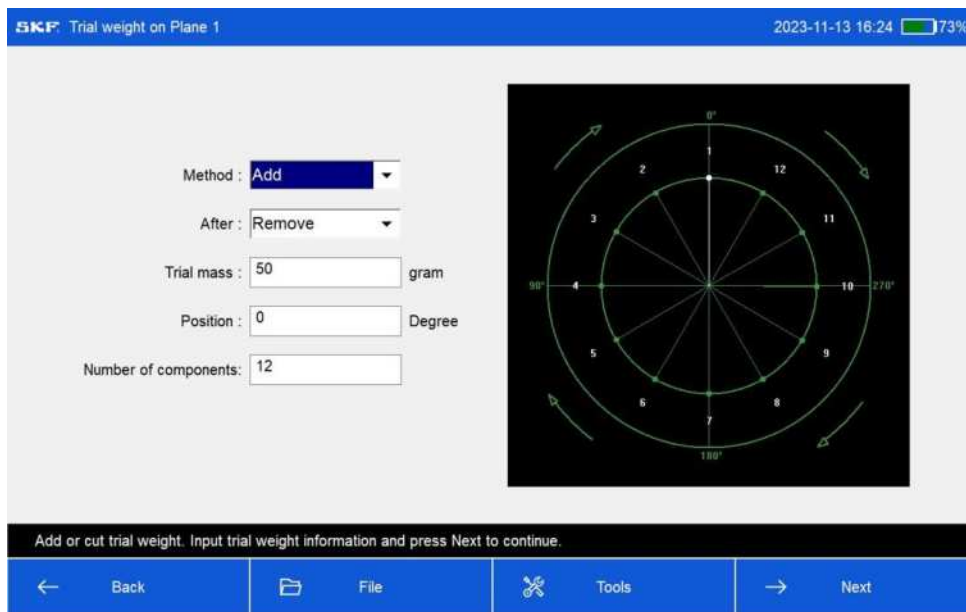 SKF. Trial weight on Plane 1
2023-11-13 16:24 73%
Method : Add
After : Remove
Trial mass : 50 gram
Position : 0 Degree
Number of components: 12
0°
1
2 12
3 11
90° 4 10 270°
5 9
6 8
7
180°
Add or cut trial weight. Input trial weight information and press Next to continue.
Back File Tools Next